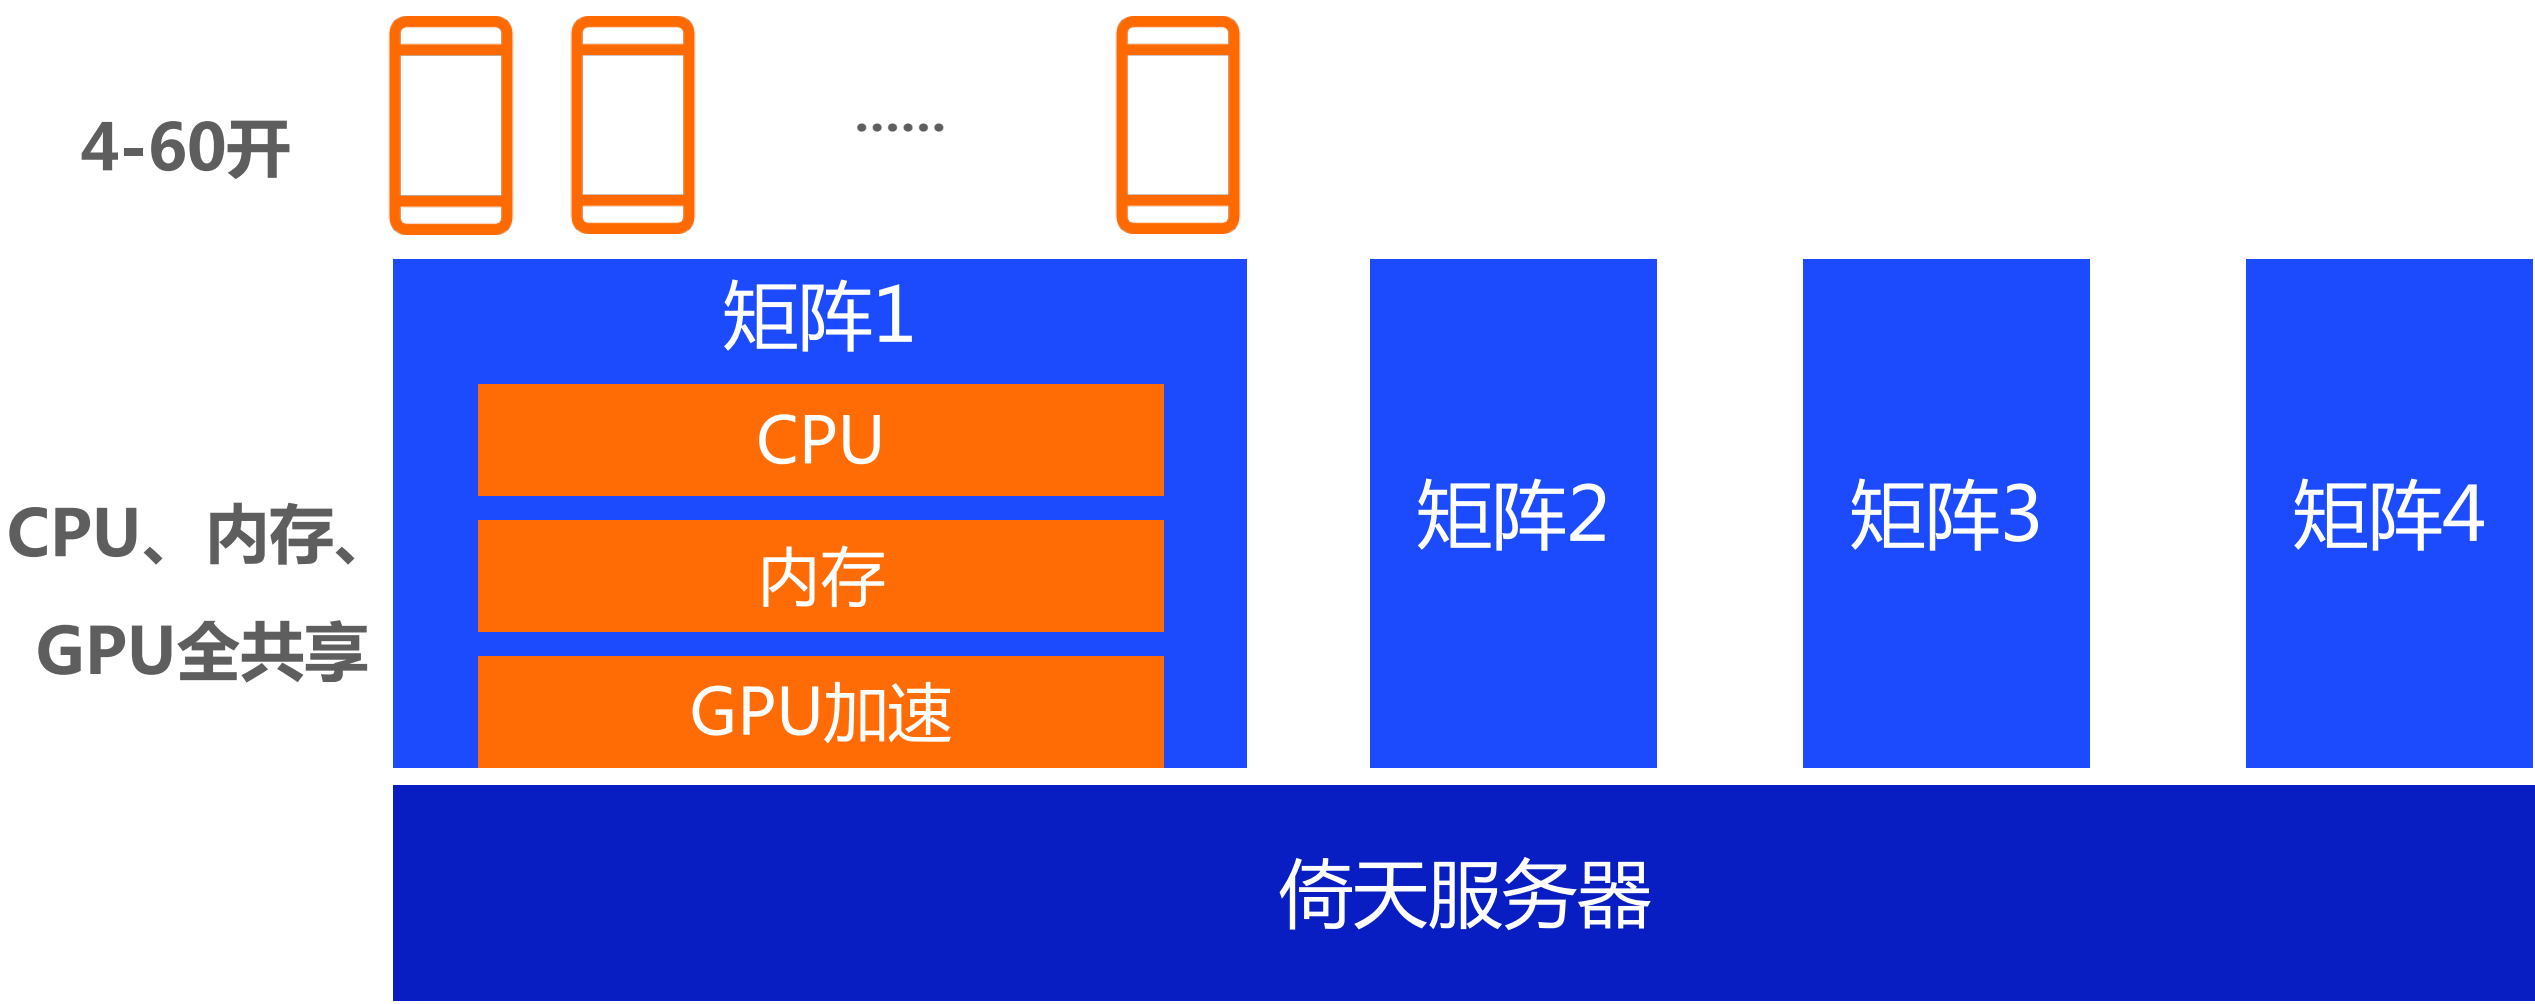 4-60开
……
矩阵1
CPU
内存
GPU加速
CPU、内存、
GPU全共享
矩阵2
矩阵3
矩阵4
倚天服务器